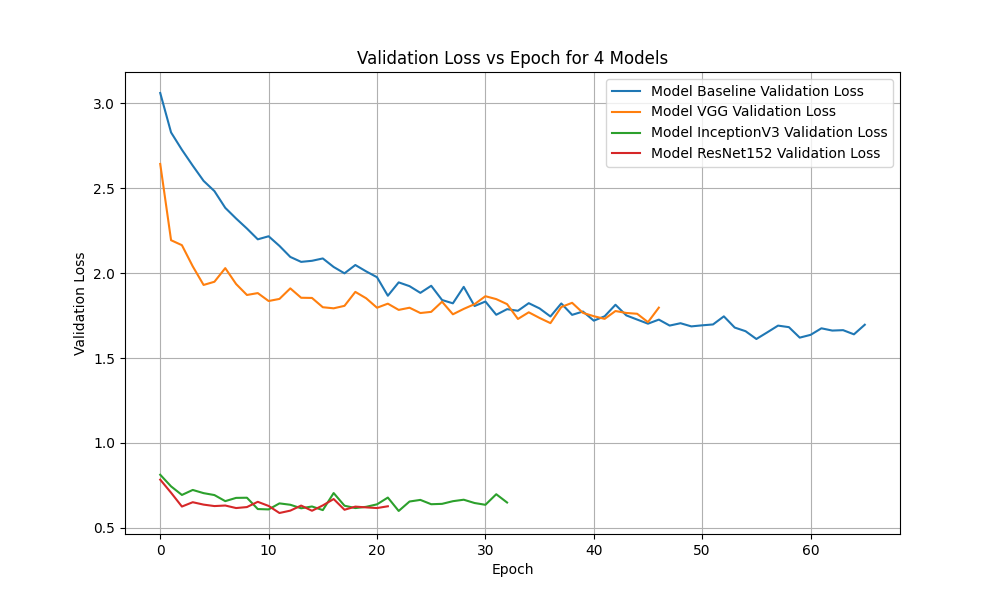 Validation Loss vs Epoch for 4 Models
Model Baseline Validation Loss
Model VGG Validation Loss
Model InceptionV3 Validation Loss
Model ResNet152 Validation Loss
Validation Loss
3.0
2.5
2.0
1.5
1.0
0.5
0 10 20 30 40 50 60
Epoch